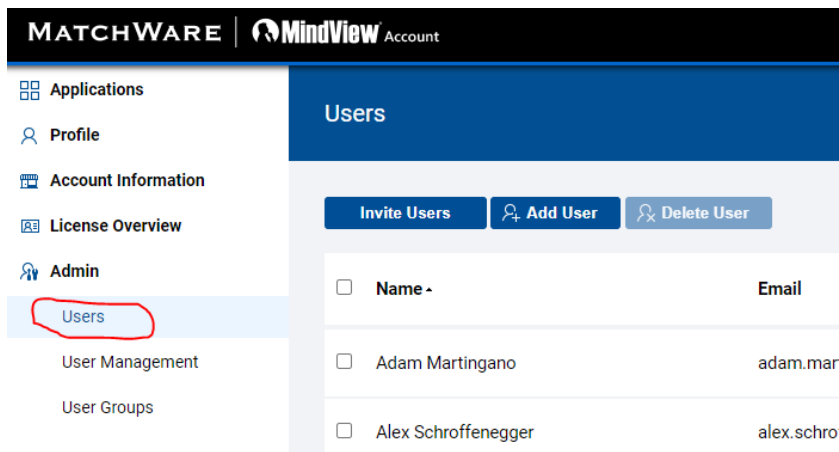 MATCHWARE | MindView Account
Applications
Profile
Account Information
License Overview
Admin
Users
User Management
User Groups
Users
Invite Users Add User Delete User
Name Email
Adam Martingano adam.mar
Alex Schroffenegger alex.schro